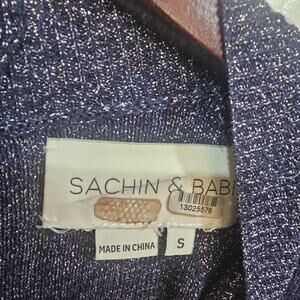 SACHIN & BAB
13025576
MADE IN CHINA
S